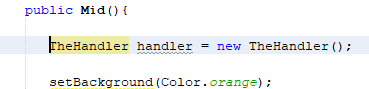 public Mid(){
TheHandler handler = new TheHandler();
setBackground(Color.orange);